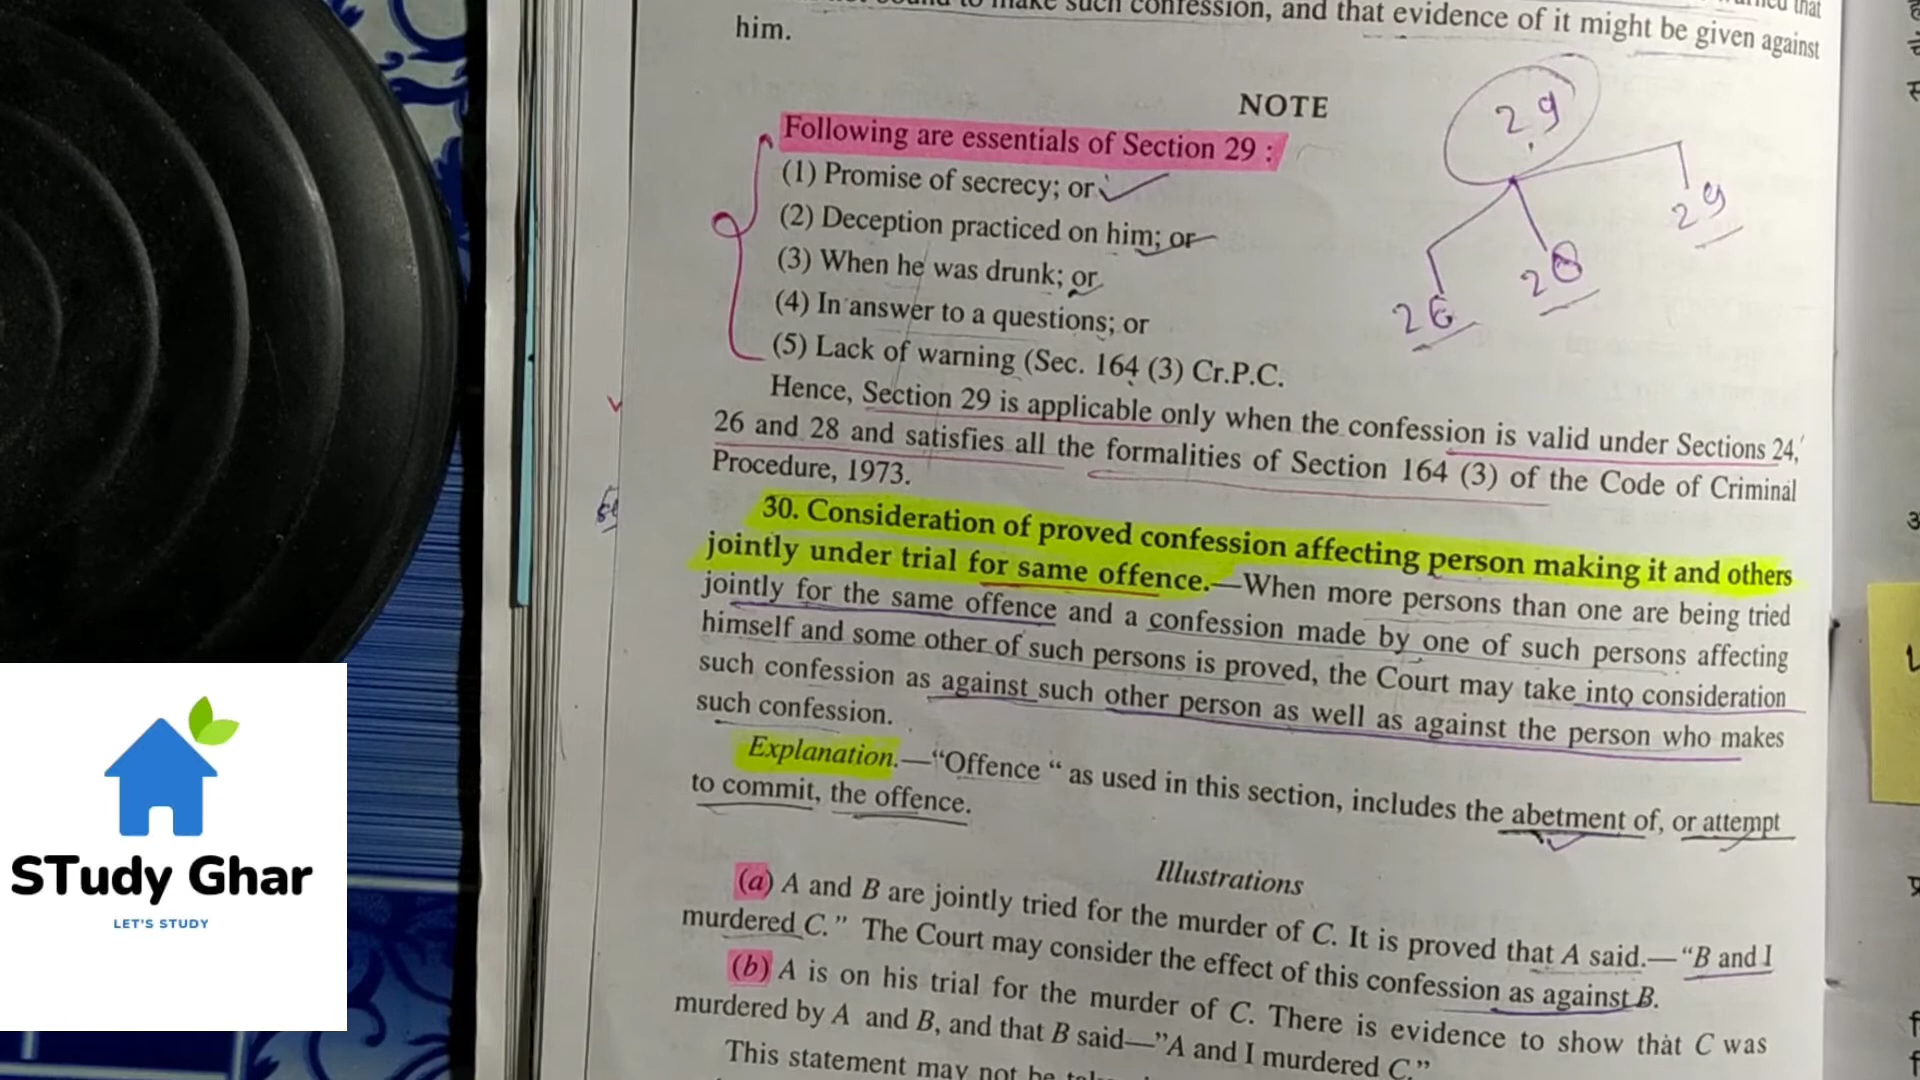 make such confession, and that evidence of it might be given against
him.
NOTE
Following are essentials of Section 29 :
(1) Promise of secrecy; or
(2) Deception practiced on him; or
(3) When he was drunk; or
(4) In answer to a questions; or
(5) Lack of warning (Sec. 164 (3) Cr.P.C.
Hence, Section 29 is applicable only when the confession is valid under Sections 24,
26 and 28 and satisfies all the formalities of Section 164 (3) of the Code of Criminal
Procedure, 1973.
30. Consideration of proved confession affecting person making it and others
jointly under trial for same offence.—When more persons than one are being tried
jointly for the same offence and a confession made by one of such persons affecting
himself and some other of such persons is proved, the Court may take into consideration
such confession as against such other person as well as against the person who makes
such confession.
Explanation.—“Offence “ as used in this section, includes the abetment of, or attempt
to commit, the offence.
Illustrations
(a) A and B are jointly tried for the murder of C. It is proved that A said.—“B and I
murdered C.” The Court may consider the effect of this confession as against B.
(b) A is on his trial for the murder of C. There is evidence to show that C was
murdered by A and B, and that B said—”A and I murdered C.”
This statement may not be
29
26
28
29
STudy Ghar
LET'S STUDY